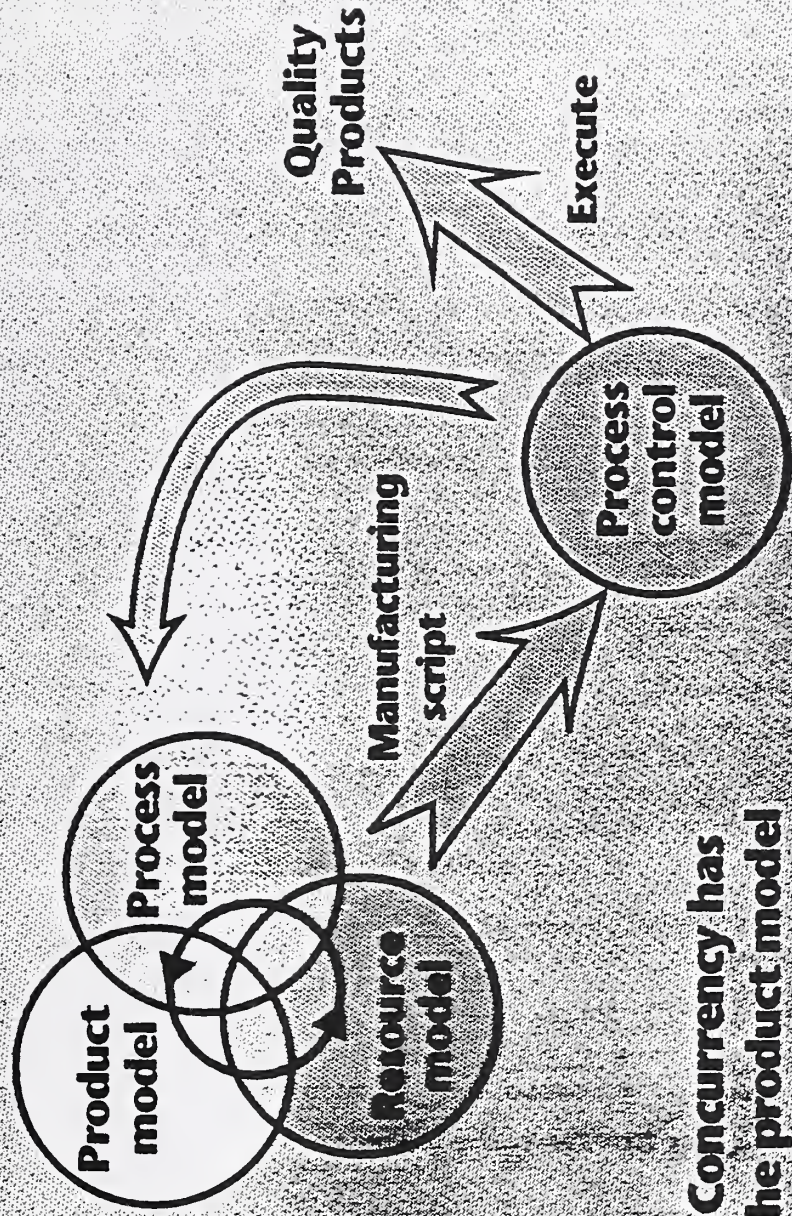 Product
model
Process
model
Resource
model
Manufacturing
script
Process
control
model
Execute
Quality
Products
Concurrency has
he product model